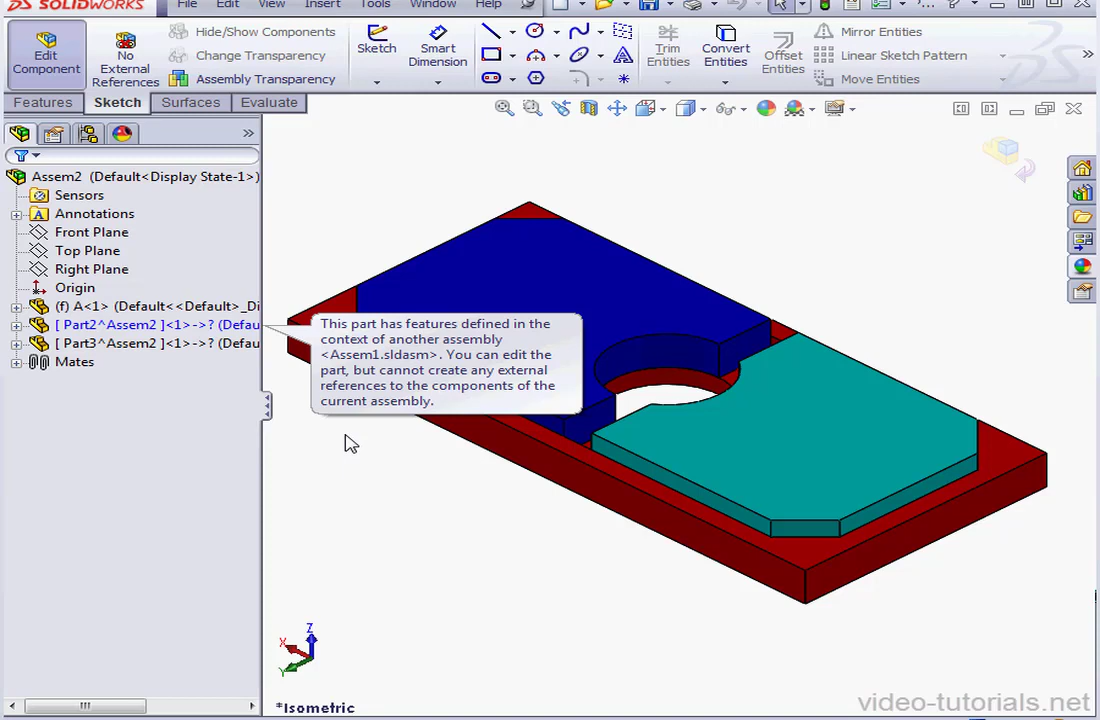 SOLIDWORKS
File Edit View Insert Tools Window Help
Edit Component
No External References
Hide/Show Components
Change Transparency
Assembly Transparency
Sketch
Smart Dimension
Trim Entities
Convert Entities
Offset Entities
Mirror Entities
Linear Sketch Pattern
Move Entities
Features Sketch Surfaces Evaluate
Assem2 (Default<Display State-1>)
Sensors
Annotations
Front Plane
Top Plane
Right Plane
Origin
(f) A<1> (Default<<Default>_Di
[ Part2^Assem2 ]<1>->? (Defau
[ Part3^Assem2 ]<1>->? (Defau
Mates
This part has features defined in the
context of another assembly
<Assem1.sldasm>. You can edit the
part, but cannot create any external
references to the components of the
current assembly.
Z
X
Y
*Isometric
video-tutorials.net